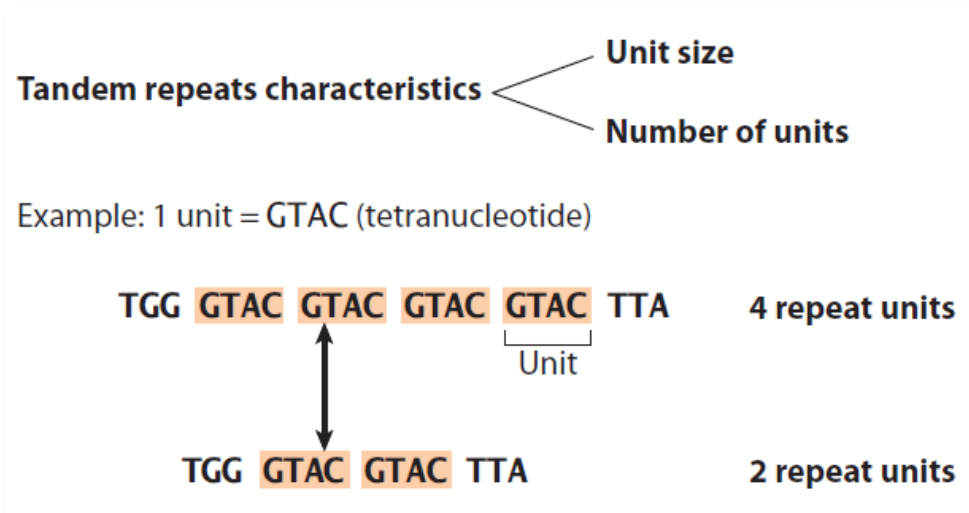 Unit size
Tandem repeats characteristics
Number of units
Example: 1 unit = GTAC (tetranucleotide)
TGG GTAC GTAC GTAC GTAC TTA 4 repeat units
Unit
TGG GTAC GTAC TTA 2 repeat units